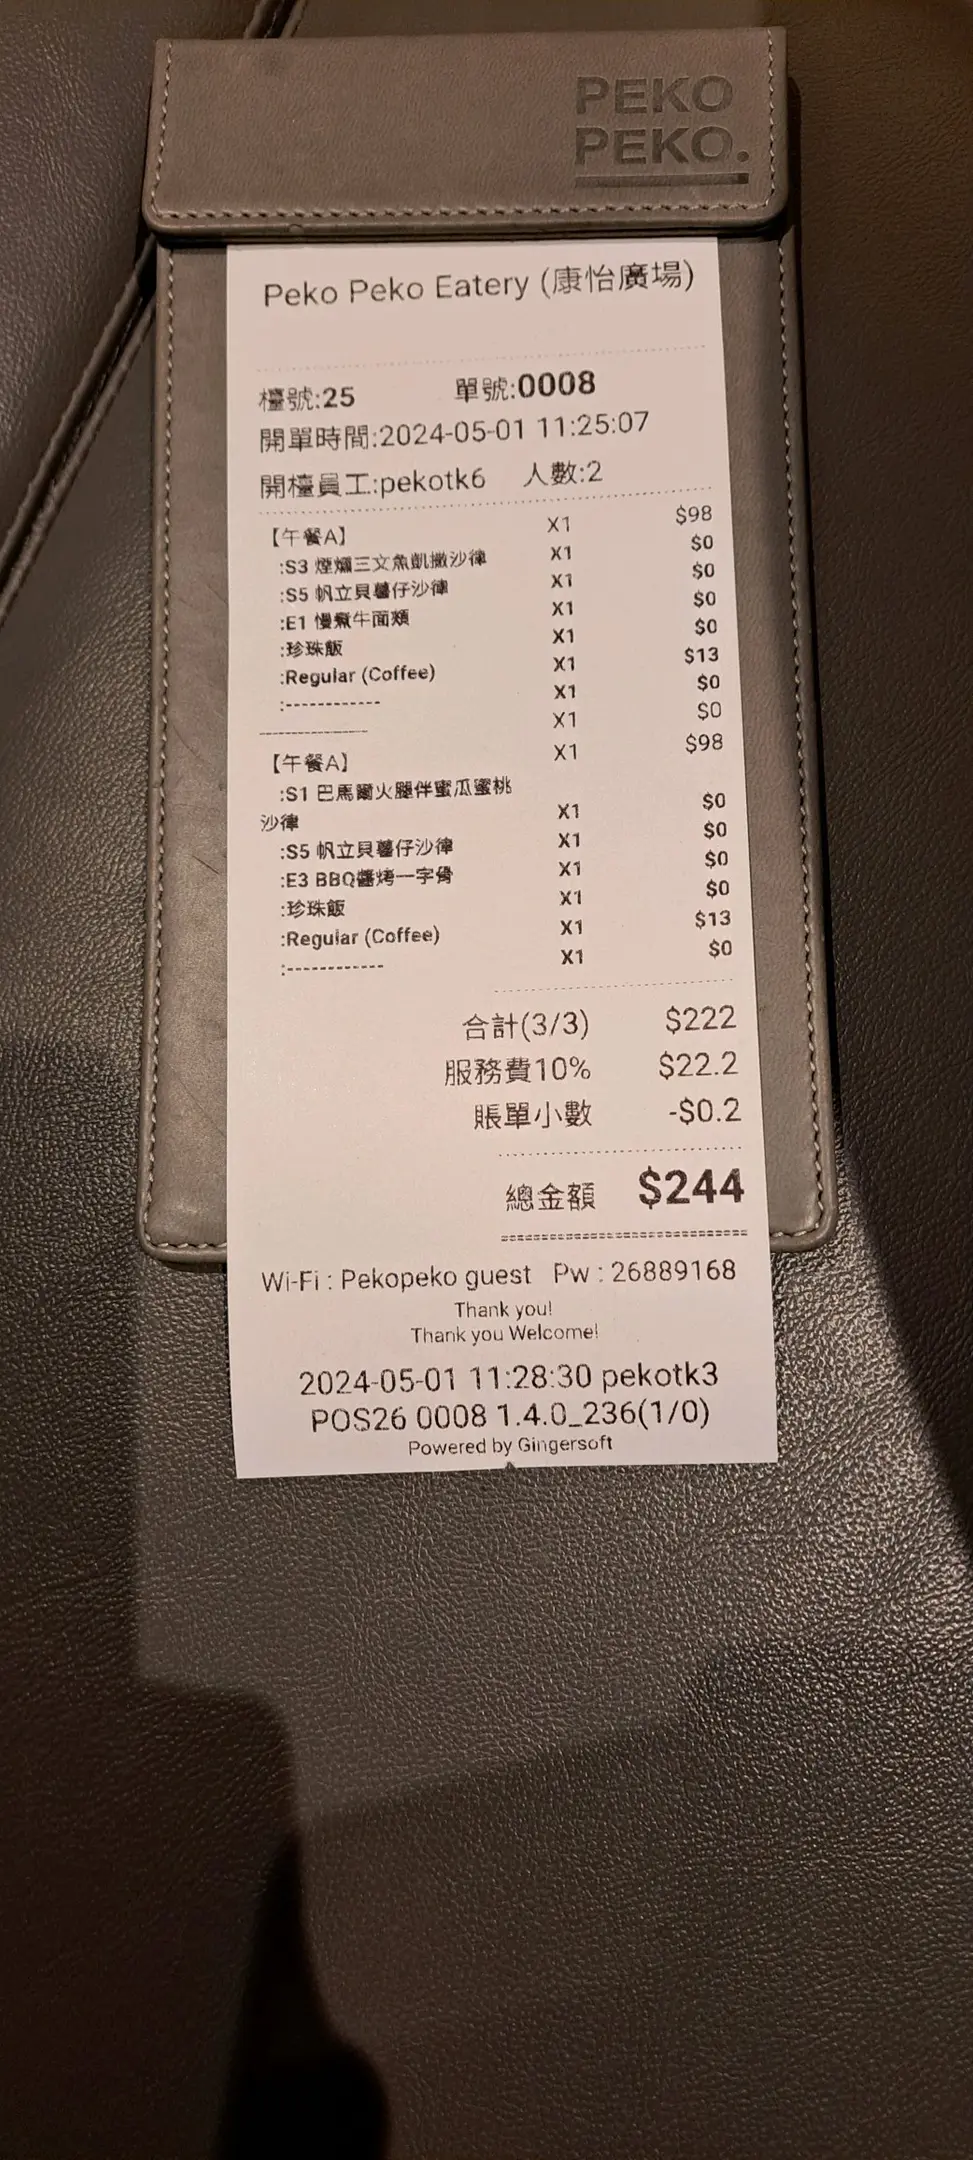 PEKO
PEKO.
Peko Peko Eatery (康怡廣場)
檯號:25 單號:0008
開單時間:2024-05-01 11:25:07
開檯員工:pekotk6 人數:2
【午餐A】 X1 $98
:S3 煙燻三文魚凱撒沙律 X1 $0
:S5 帆立貝薯仔沙律 X1 $0
:E1 慢煮牛面頰 X1 $0
:珍珠飯 X1 $0
:Regular (Coffee) X1 $13
:------------ X1 $0
---------------- X1 $0
【午餐A】 X1 $98
:S1 巴馬爾火腿伴蜜瓜蜜桃
沙律 X1 $0
:S5 帆立貝薯仔沙律 X1 $0
:E3 BBQ醬烤一字骨 X1 $0
:珍珠飯 X1 $0
:Regular (Coffee) X1 $13
:------------ X1 $0
合計(3/3) $222
服務費10% $22.2
賬單小數 -$0.2
總金額 $244
Wi-Fi : Pekopeko guest Pw : 26889168
Thank you!
Thank you Welcome!
2024-05-01 11:28:30 pekotk3
POS26 0008 1.4.0_236(1/0)
Powered by Gingersoft